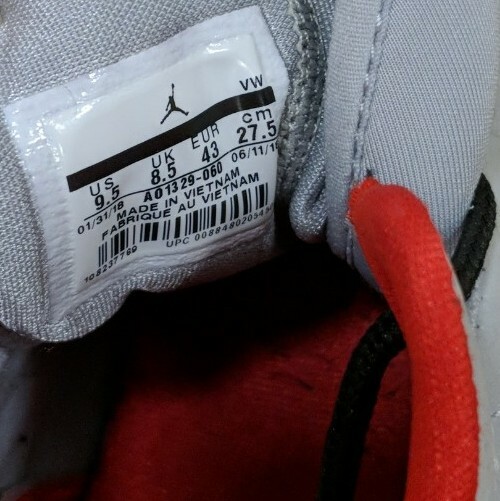 VW
US UK EUR cm
9.5 8.5 43 27.5
01/31/18 AO1329-060 06/11/18
MADE IN VIETNAM
FABRIQUE AU VIETNAM
UPC